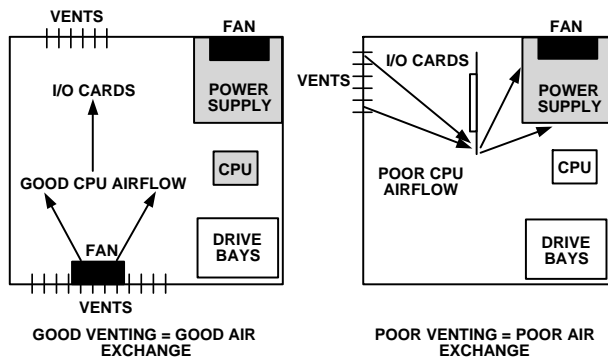 VENTS
FAN
I/O CARDS
POWER
SUPPLY
CPU
GOOD CPU AIRFLOW
FAN
DRIVE
BAYS
VENTS
GOOD VENTING = GOOD AIR
EXCHANGE
FAN
I/O CARDS
VENTS
POWER
SUPPLY
POOR CPU
AIRFLOW
CPU
DRIVE
BAYS
POOR VENTING = POOR AIR
EXCHANGE